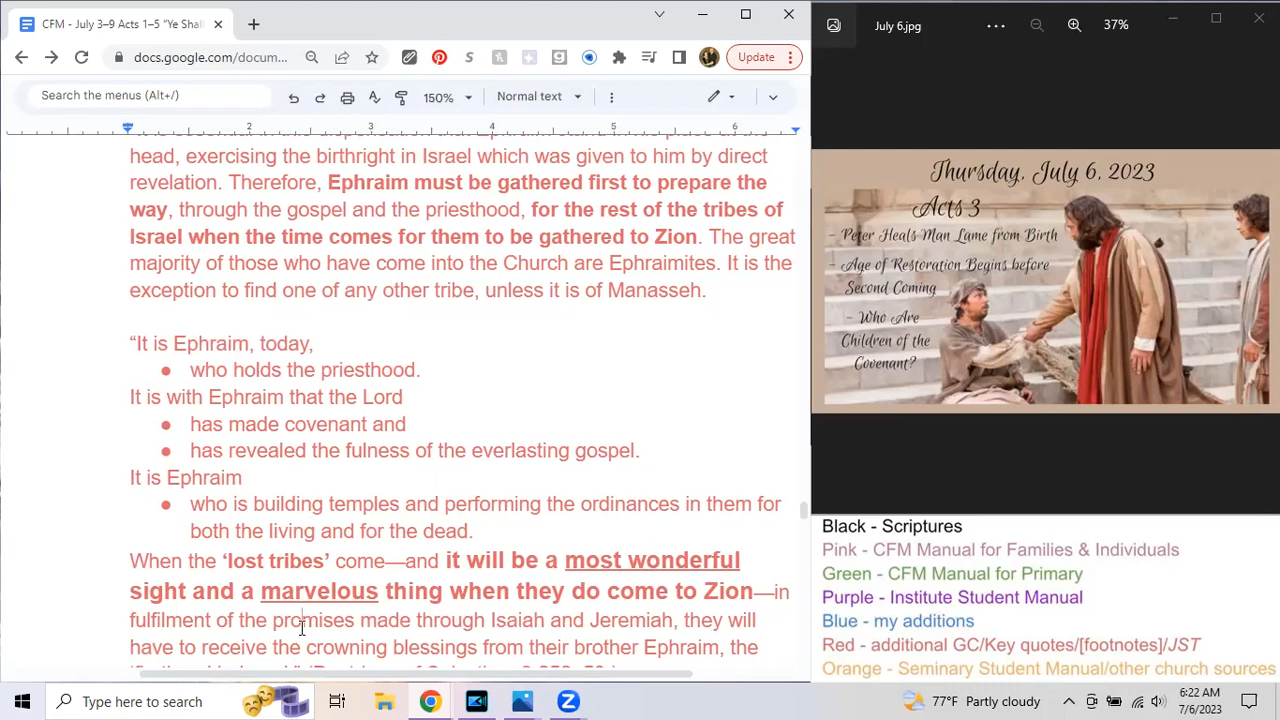 CFM - July 3–9 Acts 1–5 “Ye Shal
docs.google.com/docum...
Update
Search the menus (Alt+/)
150%
Normal text
2 3 4 5 6
head, exercising the birthright in Israel which was given to him by direct
revelation. Therefore, Ephraim must be gathered first to prepare the
way, through the gospel and the priesthood, for the rest of the tribes of
Israel when the time comes for them to be gathered to Zion. The great
majority of those who have come into the Church are Ephraimites. It is the
exception to find one of any other tribe, unless it is of Manasseh.
“It is Ephraim, today,
● who holds the priesthood.
It is with Ephraim that the Lord
● has made covenant and
● has revealed the fulness of the everlasting gospel.
It is Ephraim
● who is building temples and performing the ordinances in them for
both the living and for the dead.
When the ‘lost tribes’ come—and it will be a most wonderful
sight and a marvelous thing when they do come to Zion—in
fulfilment of the promises made through Isaiah and Jeremiah, they will
have to receive the crowning blessings from their brother Ephraim, the
July 6.jpg
37%
Thursday, July 6, 2023
Acts 3
- Peter Heals Man Lame from Birth
- Age of Restoration Begins before
Second Coming
- Who Are
Children of the
Covenant?
Black - Scriptures
Pink - CFM Manual for Families & Individuals
Green - CFM Manual for Primary
Purple - Institute Student Manual
Blue - my additions
Red - additional GC/Key quotes/[footnotes]/JST
Orange - Seminary Student Manual/other church sources
Type here to search
77°F Partly cloudy
6:22 AM
7/6/2023